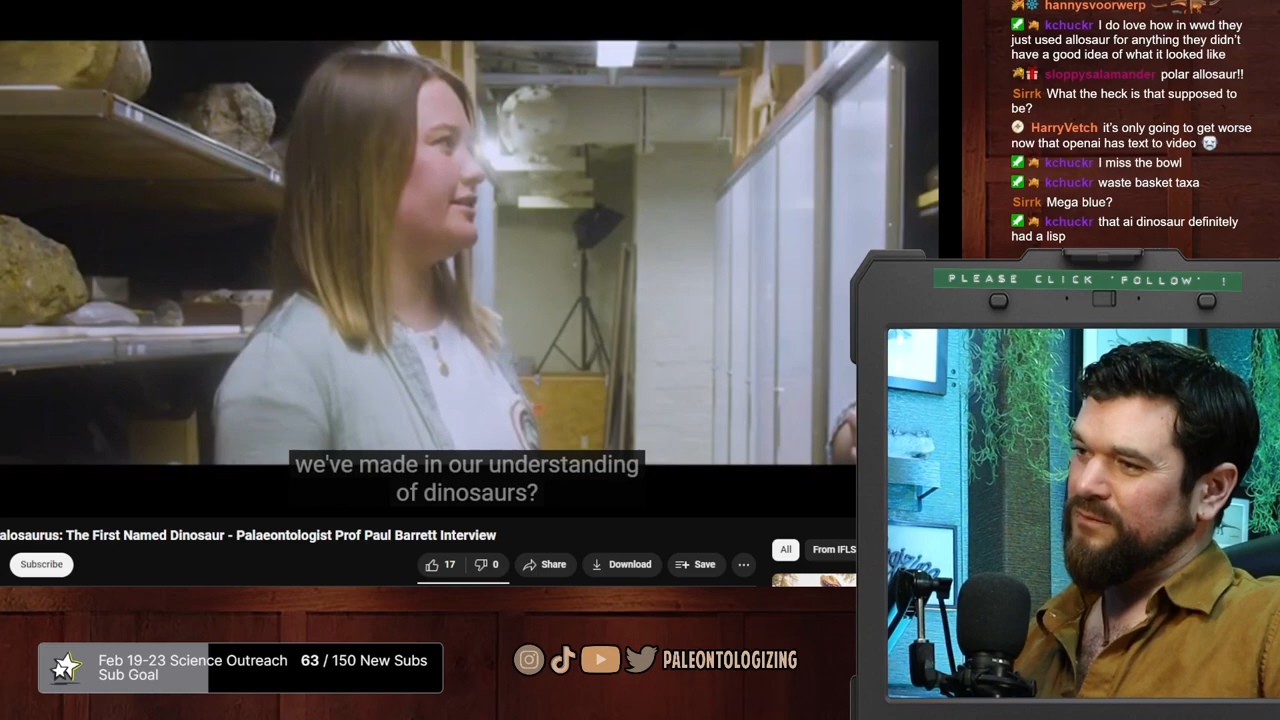 we've made in our understanding
of dinosaurs?
alosaurus: The First Named Dinosaur - Palaeontologist Prof Paul Barrett Interview
Subscribe
17
0
Share
Download
Save
All
From IFLS
Feb 19-23 Science Outreach
Sub Goal
63 / 150 New Subs
PALEONTOLOGIZING
hannysvoorwerp
kchuckr I do love how in wwd they
just used allosaur for anything they didn't
have a good idea of what it looked like
sloppysalamander polar allosaur!!
Sirrk What the heck is that supposed to
be?
HarryVetch it's only going to get worse
now that openai has text to video
kchuckr I miss the bowl
kchuckr waste basket taxa
Sirrk Mega blue?
kchuckr that ai dinosaur definitely
had a lisp
PLEASE CLICK "FOLLOW" !